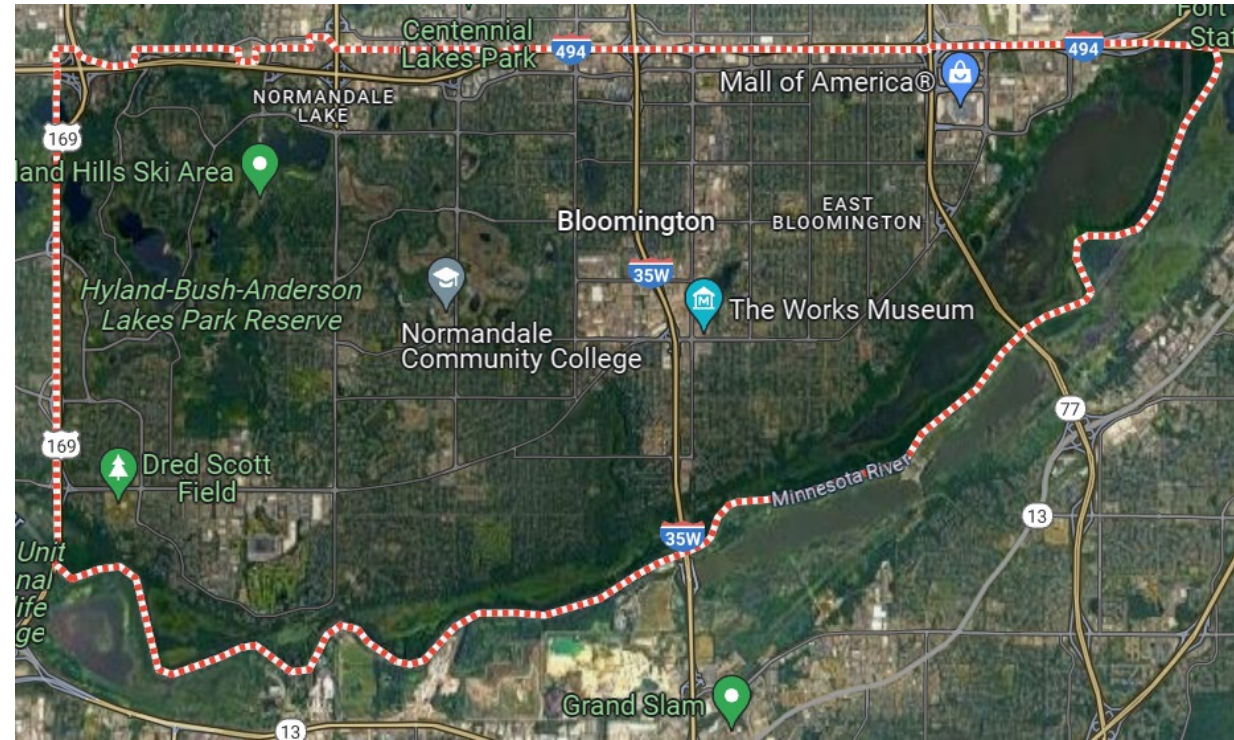 Fort
Stat
Centennial
Lakes Park
494
494
Mall of America®
NORMANDALE
LAKE
169
land Hills Ski Area
EAST
BLOOMINGTON
Bloomington
35W
Hyland-Bush-Anderson
Lakes Park Reserve
The Works Museum
Normandale
Community College
77
169
Dred Scott
Field
Minnesota River
13
35W
Unit
nal
life
ge
Grand Slam
13